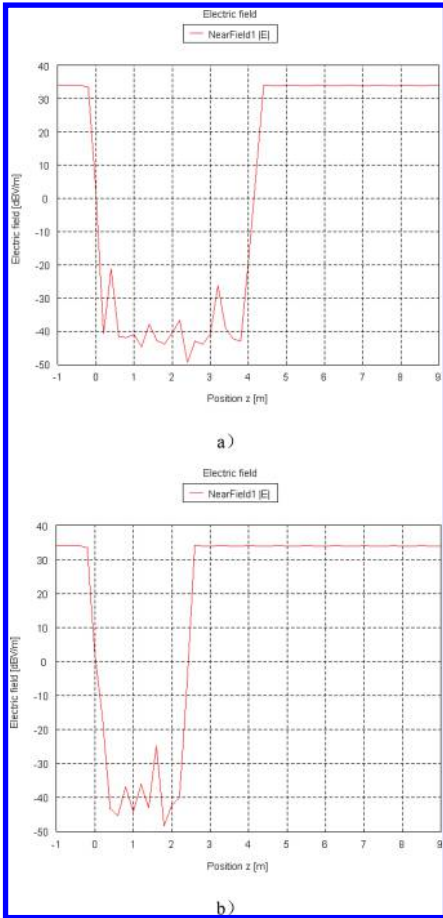 Electric field
NearField1 |E|
40
30
20
10
0
-10
-20
-30
-40
-50
Electric field [dBV/m]
-1 0 1 2 3 4 5 6 7 8 9
Position z [m]
a）
Electric field
NearField1 |E|
40
30
20
10
0
-10
-20
-30
-40
-50
Electric field [dBV/m]
-1 0 1 2 3 4 5 6 7 8 9
Position z [m]
b）